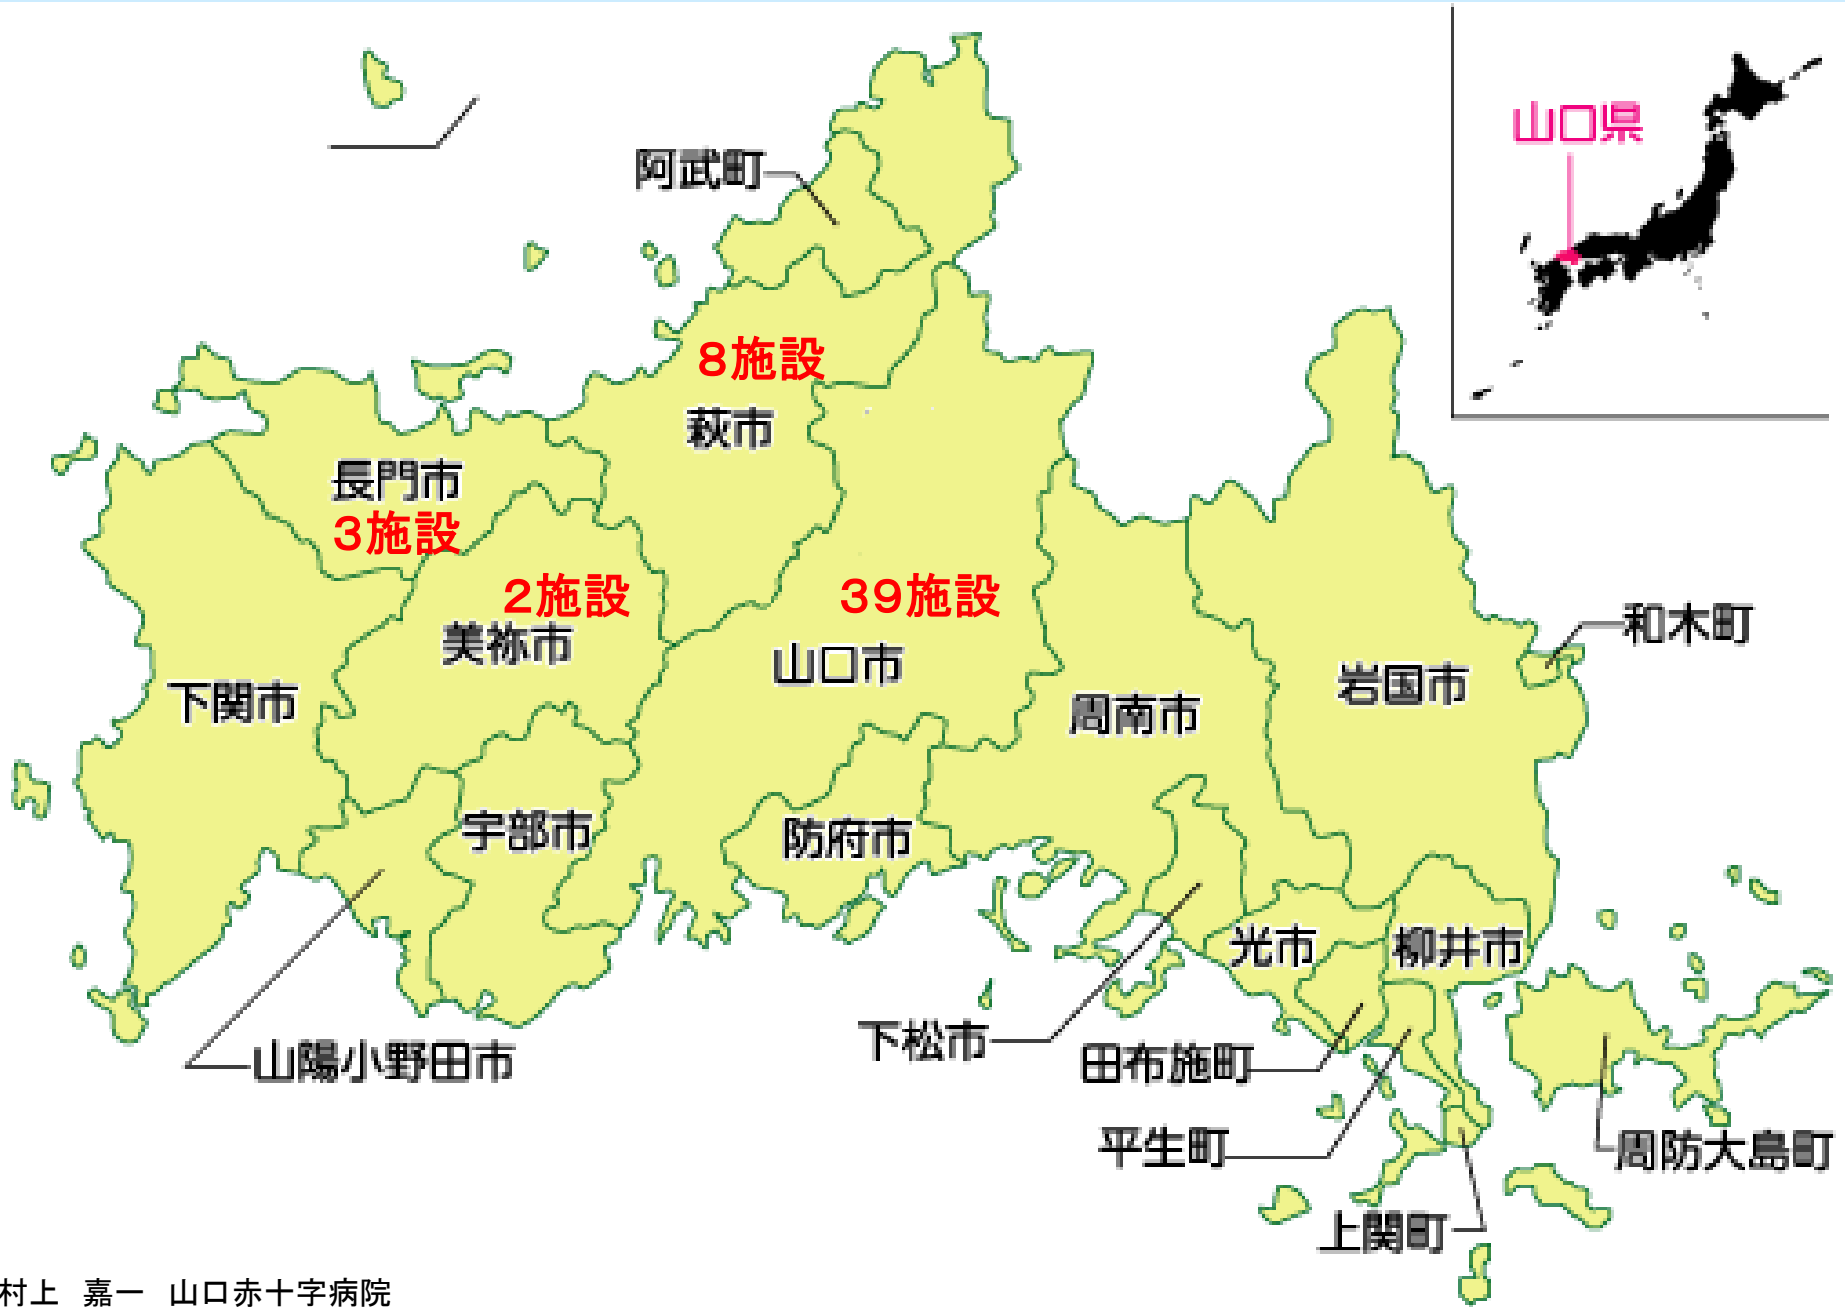 山口県
阿武町
８施設
萩市
長門市
３施設
２施設
美祢市
３９施設
山口市
和木町
岩国市
下関市
周南市
宇部市
防府市
光市
柳井市
下松市
山陽小野田市
田布施町
平生町
周防大島町
上関町
村上　嘉一　山口赤十字病院